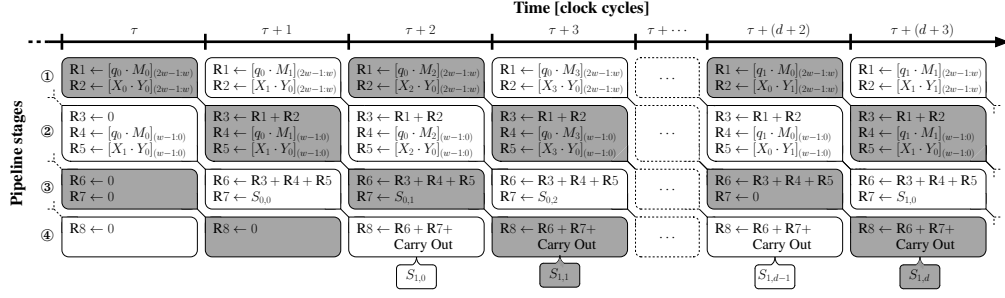 Time [clock cycles]
τ τ + 1 τ + 2 τ + 3 τ + ⋯ τ + (d + 2) τ + (d + 3)
Pipeline stages
①
R1 ← [q₀ · M₀]₍₂w₋₁:w₎ R1 ← [q₀ · M₁]₍₂w₋₁:w₎ R1 ← [q₀ · M₂]₍₂w₋₁:w₎ R1 ← [q₀ · M₃]₍₂w₋₁:w₎ ⋯ R1 ← [q₁ · M₀]₍₂w₋₁:w₎ R1 ← [q₁ · M₁]₍₂w₋₁:w₎
R2 ← [X₀ · Y₀]₍₂w₋₁:w₎ R2 ← [X₁ · Y₀]₍₂w₋₁:w₎ R2 ← [X₂ · Y₀]₍₂w₋₁:w₎ R2 ← [X₃ · Y₀]₍₂w₋₁:w₎ R2 ← [X₀ · Y₁]₍₂w₋₁:w₎ R2 ← [X₁ · Y₁]₍₂w₋₁:w₎
②
R3 ← 0 R3 ← R1 + R2 R3 ← R1 + R2 R3 ← R1 + R2 R3 ← R1 + R2 R3 ← R1 + R2
R4 ← [q₀ · M₀]₍w₋₁:₀₎ R4 ← [q₀ · M₁]₍w₋₁:₀₎ R4 ← [q₀ · M₂]₍w₋₁:₀₎ R4 ← [q₀ · M₃]₍w₋₁:₀₎ ⋯ R4 ← [q₁ · M₀]₍w₋₁:₀₎ R4 ← [q₁ · M₁]₍w₋₁:₀₎
R5 ← [X₁ · Y₀]₍w₋₁:₀₎ R5 ← [X₁ · Y₀]₍w₋₁:₀₎ R5 ← [X₂ · Y₀]₍w₋₁:₀₎ R5 ← [X₃ · Y₀]₍w₋₁:₀₎ R5 ← [X₀ · Y₁]₍w₋₁:₀₎ R5 ← [X₁ · Y₁]₍w₋₁:₀₎
③
R6 ← 0 R6 ← R3 + R4 + R5 R6 ← R3 + R4 + R5 R6 ← R3 + R4 + R5 ⋯ R6 ← R3 + R4 + R5 R6 ← R3 + R4 + R5
R7 ← 0 R7 ← S₀,₀ R7 ← S₀,₁ R7 ← S₀,₂ R7 ← 0 R7 ← S₁,₀
④
R8 ← 0 R8 ← 0 R8 ← R6 + R7+ R8 ← R6 + R7+ ⋯ R8 ← R6 + R7+ R8 ← R6 + R7+
Carry Out Carry Out Carry Out Carry Out
S₁,₀ S₁,₁ S₁,d₋₁ S₁,d